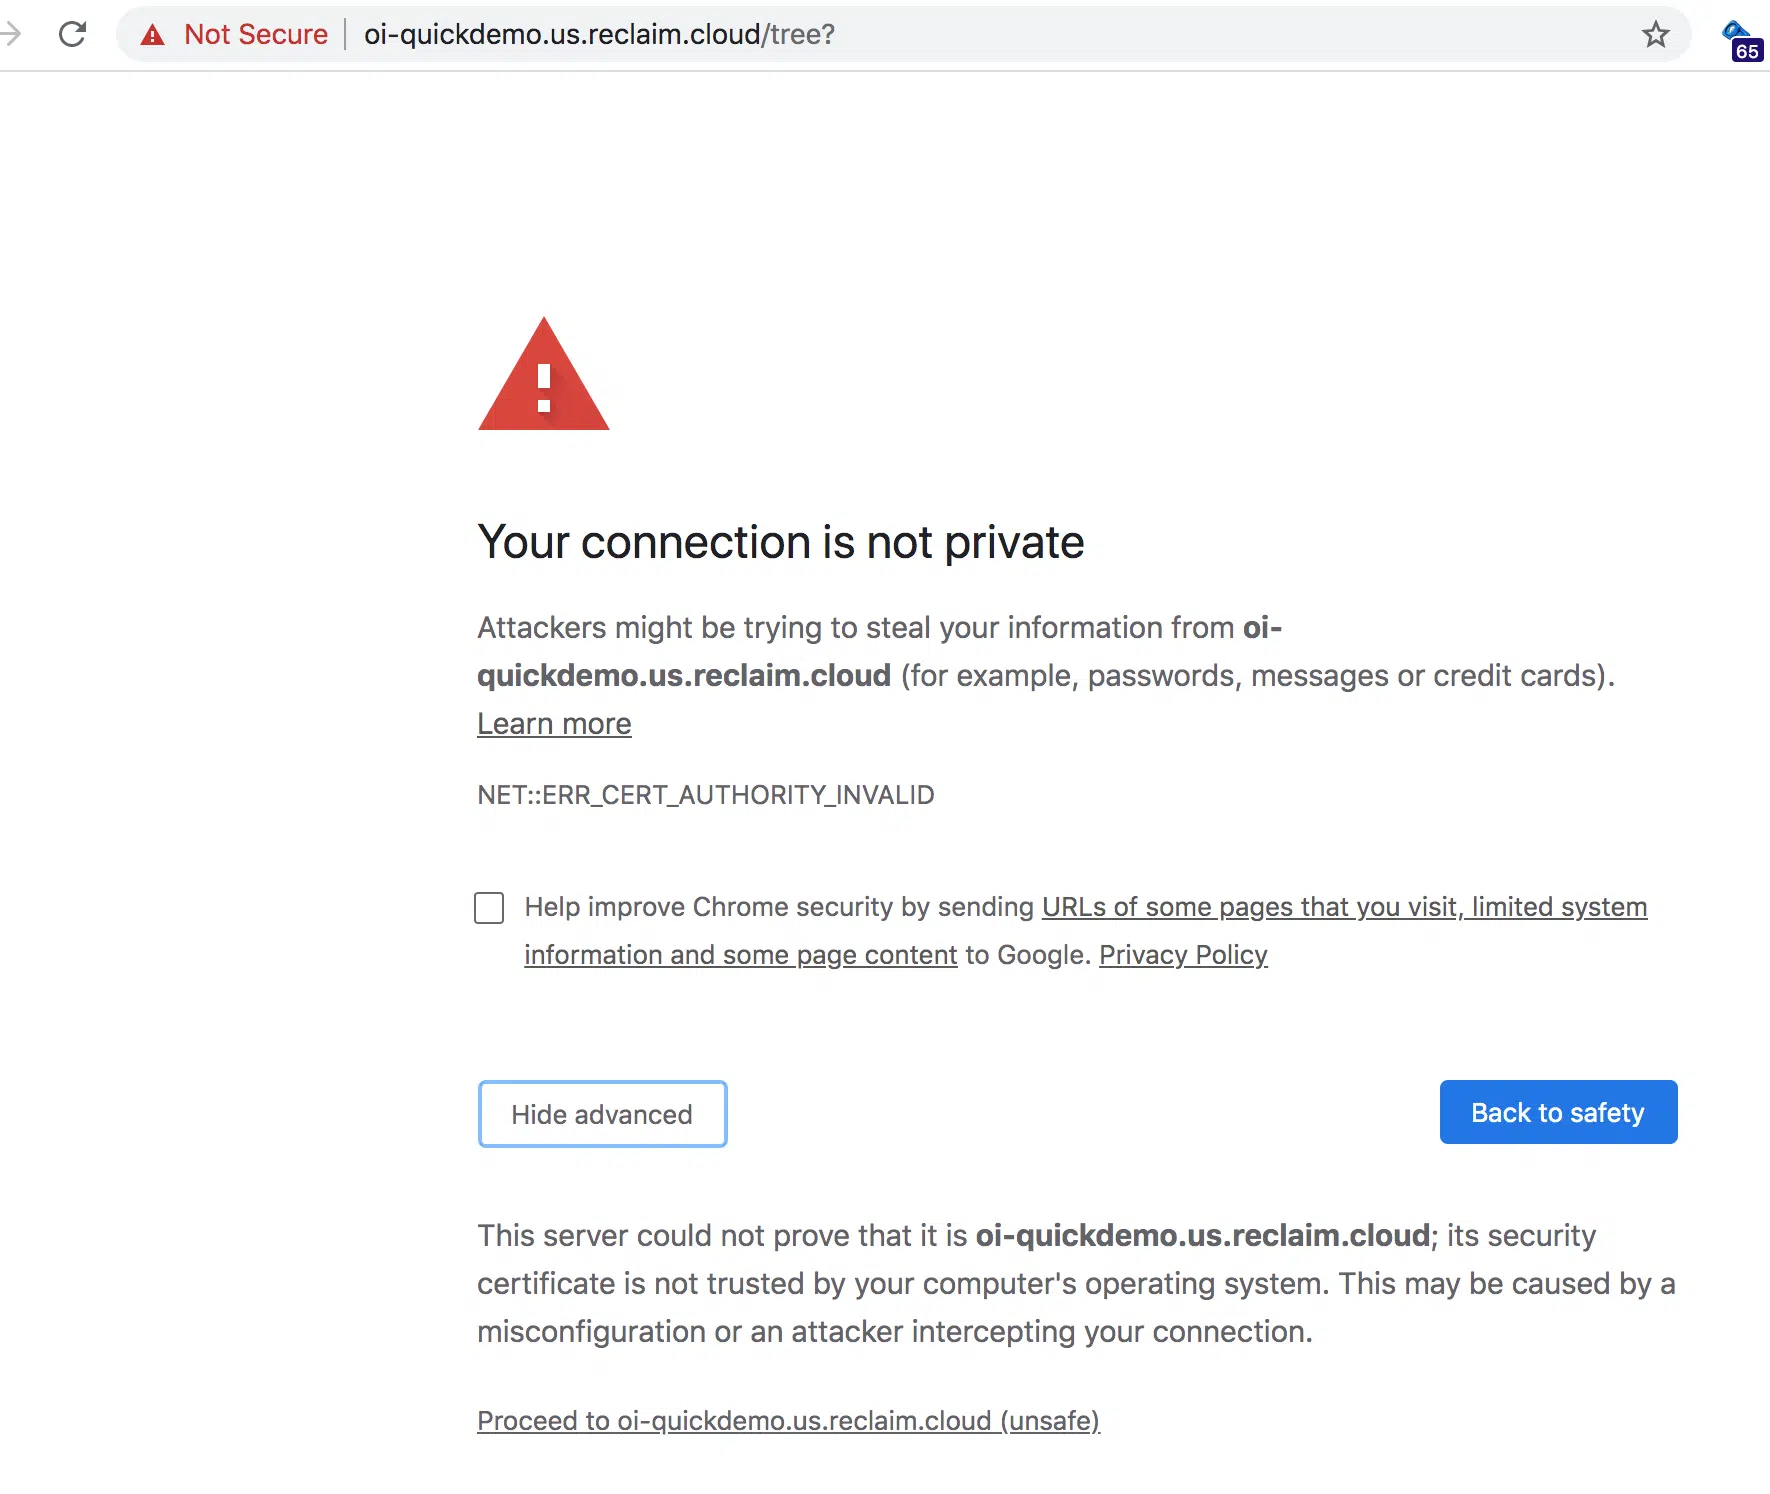 Not Secure | oi-quickdemo.us.reclaim.cloud/tree?
65
Your connection is not private
Attackers might be trying to steal your information from oi-
quickdemo.us.reclaim.cloud (for example, passwords, messages or credit cards).
Learn more
NET::ERR_CERT_AUTHORITY_INVALID
Help improve Chrome security by sending URLs of some pages that you visit, limited system
information and some page content to Google. Privacy Policy
Hide advanced
Back to safety
This server could not prove that it is oi-quickdemo.us.reclaim.cloud; its security
certificate is not trusted by your computer's operating system. This may be caused by a
misconfiguration or an attacker intercepting your connection.
Proceed to oi-quickdemo.us.reclaim.cloud (unsafe)